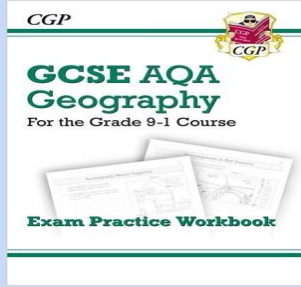 CGP
CGP
GCSE AQA
Geography
For the Grade 9-1 Course
Exam Practice Workbook